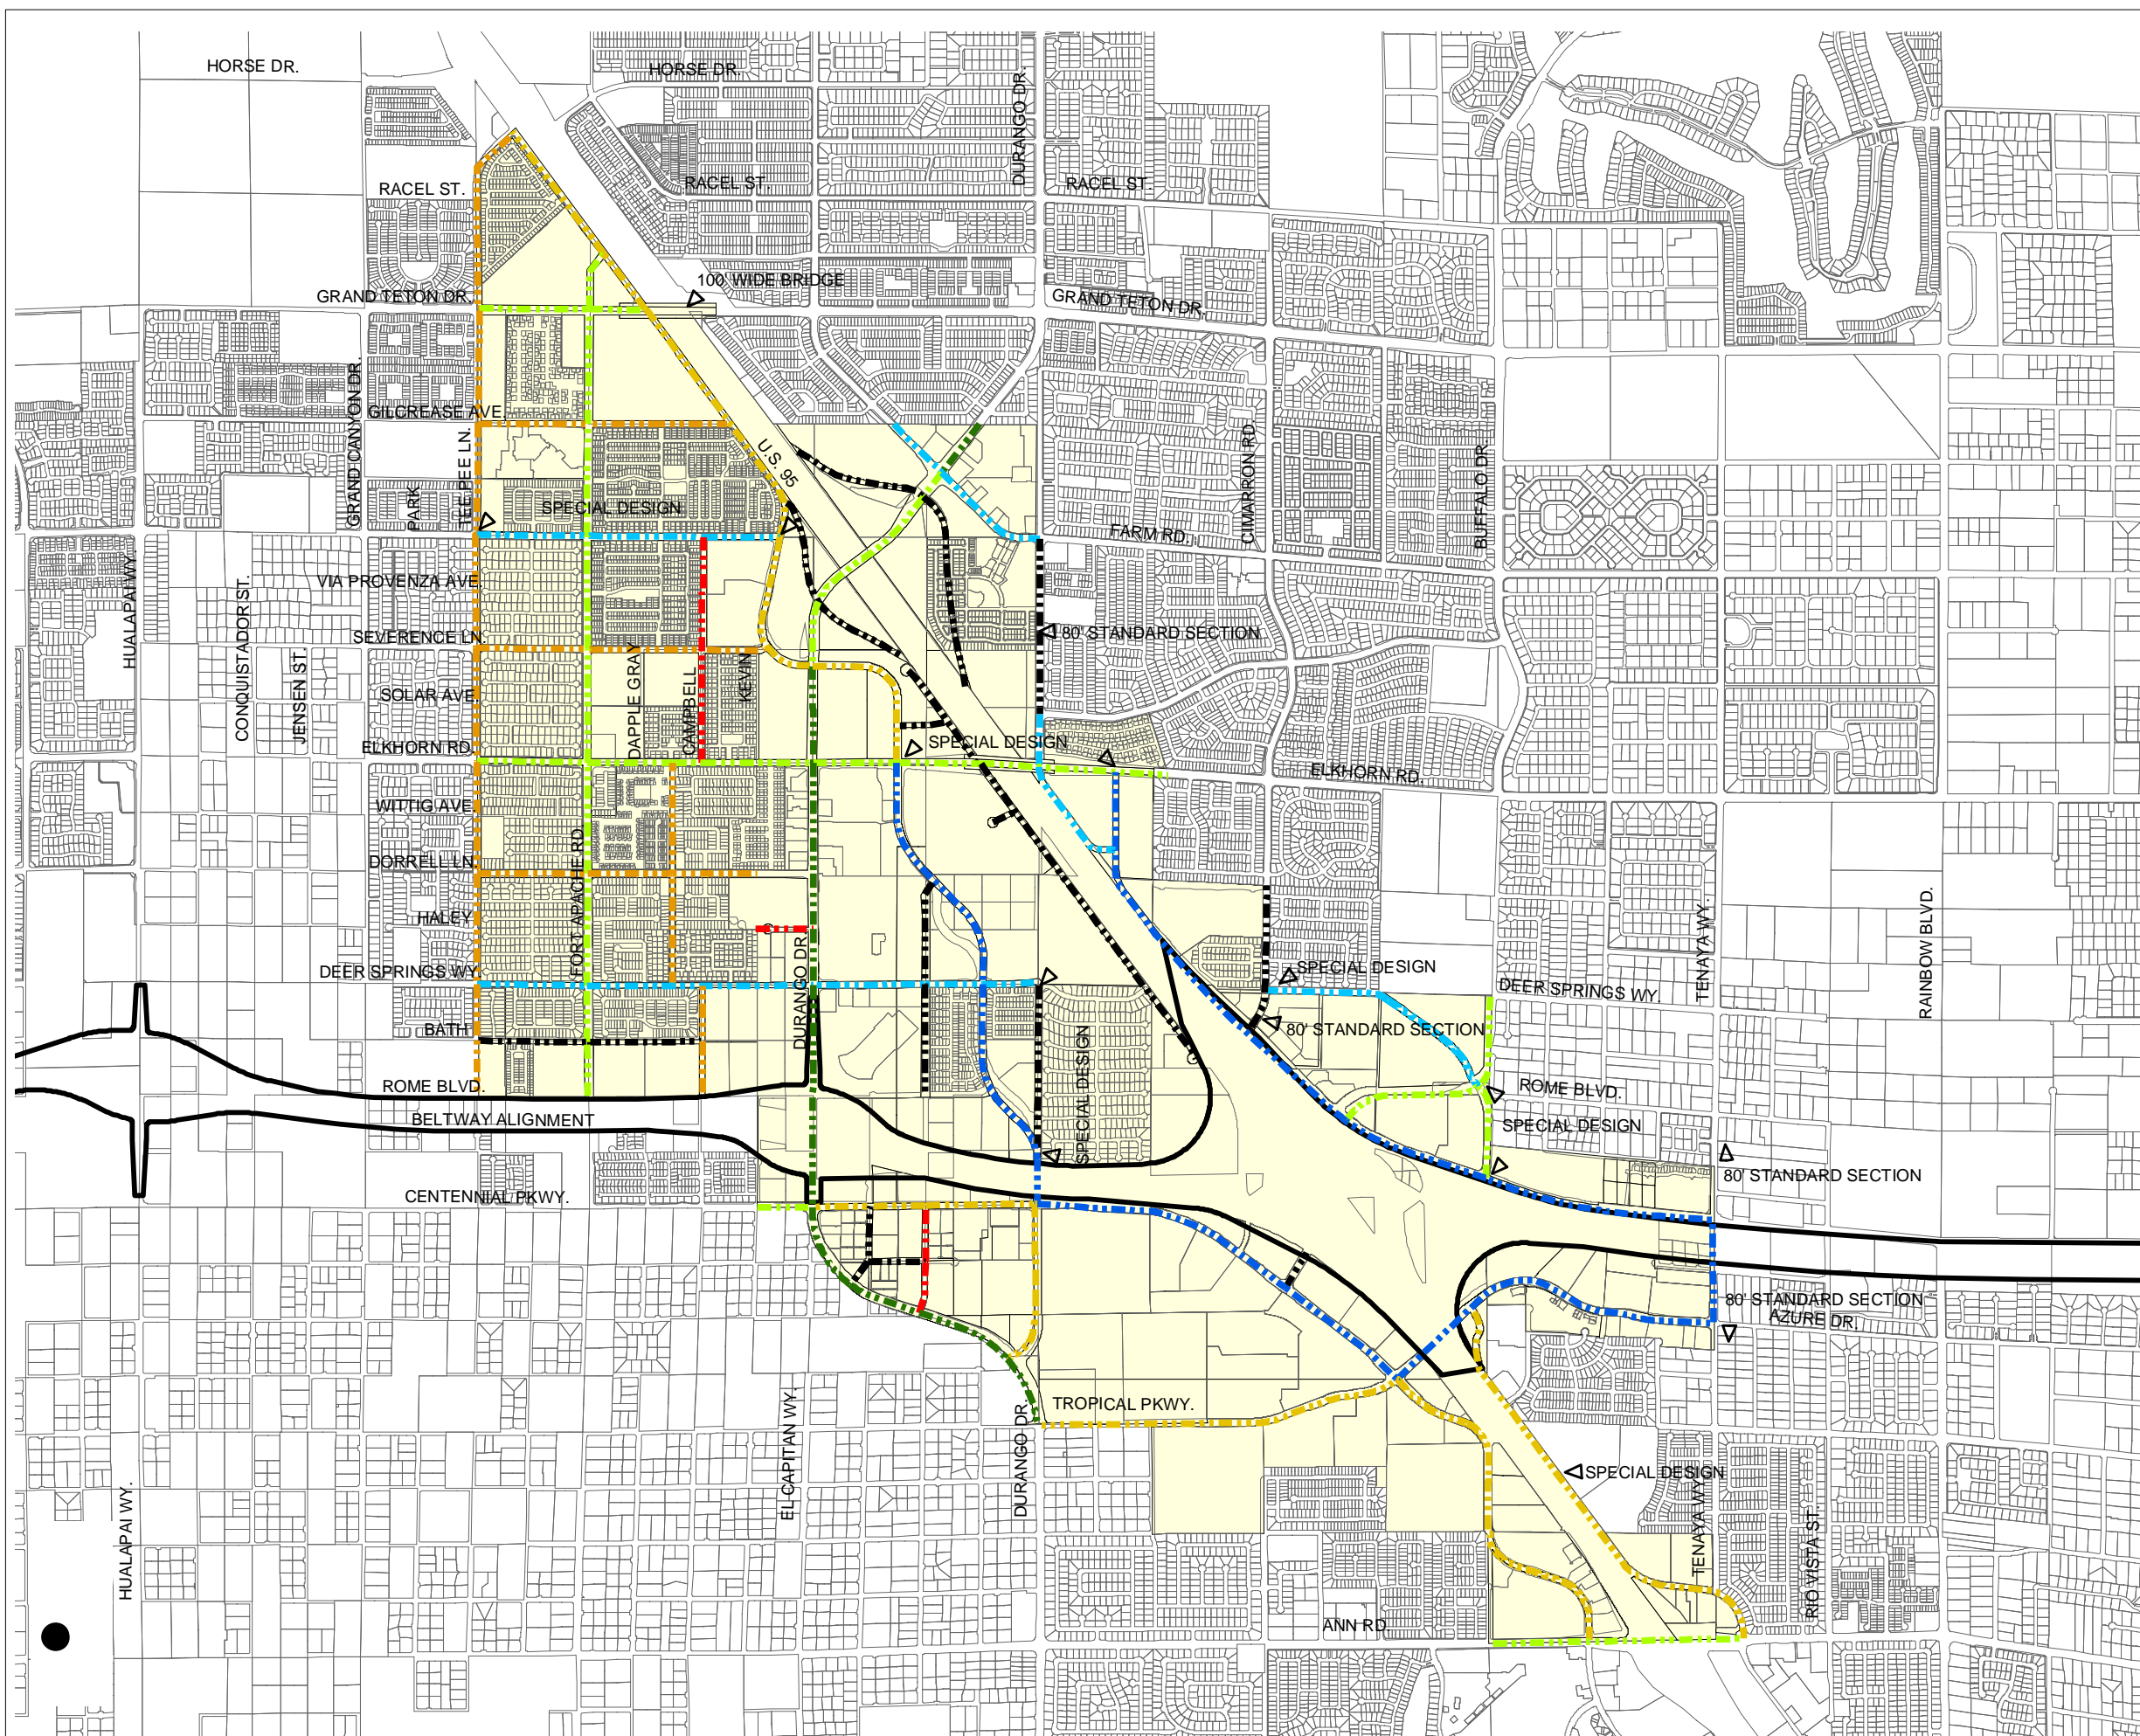 HORSE DR.
HORSE DR.
DURANGO DR.
RACEL ST.
RACEL ST.
RACEL ST.
100' WIDE BRIDGE
GRAND TETON DR.
GRAND TETON DR.
GRAND CANYON DR.
GILCREASE AVE.
TEE PEE LN.
PARK
U.S. 95
SPECIAL DESIGN
CIMARRON RD.
BUFFALO DR.
FARM RD.
HUALAPAI WY.
VIA PROVENZA AVE.
CONQUISTADOR ST.
JENSEN ST.
SEVERENCE LN.
80' STANDARD SECTION
DAPPLE GRAY
CAMPBELL
KEVIN
SOLAR AVE.
ELKHORN RD.
SPECIAL DESIGN
ELKHORN RD.
WITTIG AVE.
FORT APACHE RD.
DORRELL LN.
HALEY
DURANGO DR.
TENAYA WY.
RAINBOW BLVD.
DEER SPRINGS WY.
SPECIAL DESIGN
DEER SPRINGS WY.
BATH
80' STANDARD SECTION
SPECIAL DESIGN
ROME BLVD.
ROME BLVD.
BELTWAY ALIGNMENT
SPECIAL DESIGN
80' STANDARD SECTION
CENTENNIAL PKWY.
80' STANDARD SECTION
AZURE DR.
EL CAPITAN WY.
DURANGO DR.
TROPICAL PKWY.
SPECIAL DESIGN
HUALAPAI WY.
TENAYA WY.
RIO VISTA ST.
ANN RD.